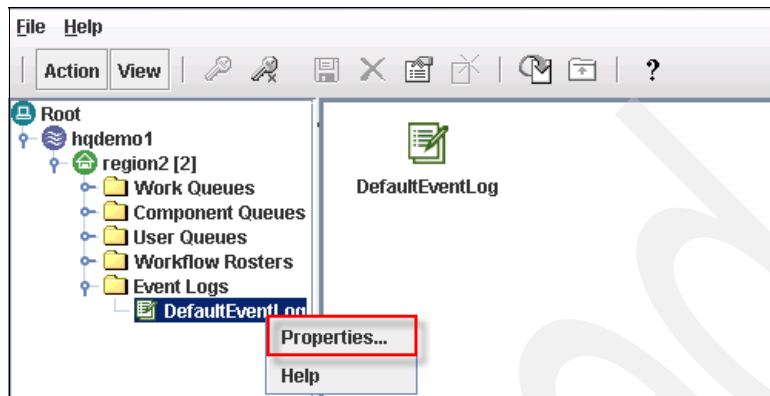 File Help
Action View ?
Root
hqdemo1
region2 [2]
Work Queues
Component Queues
User Queues
Workflow Rosters
Event Logs
DefaultEventLog
DefaultEventLog
Properties...
Help